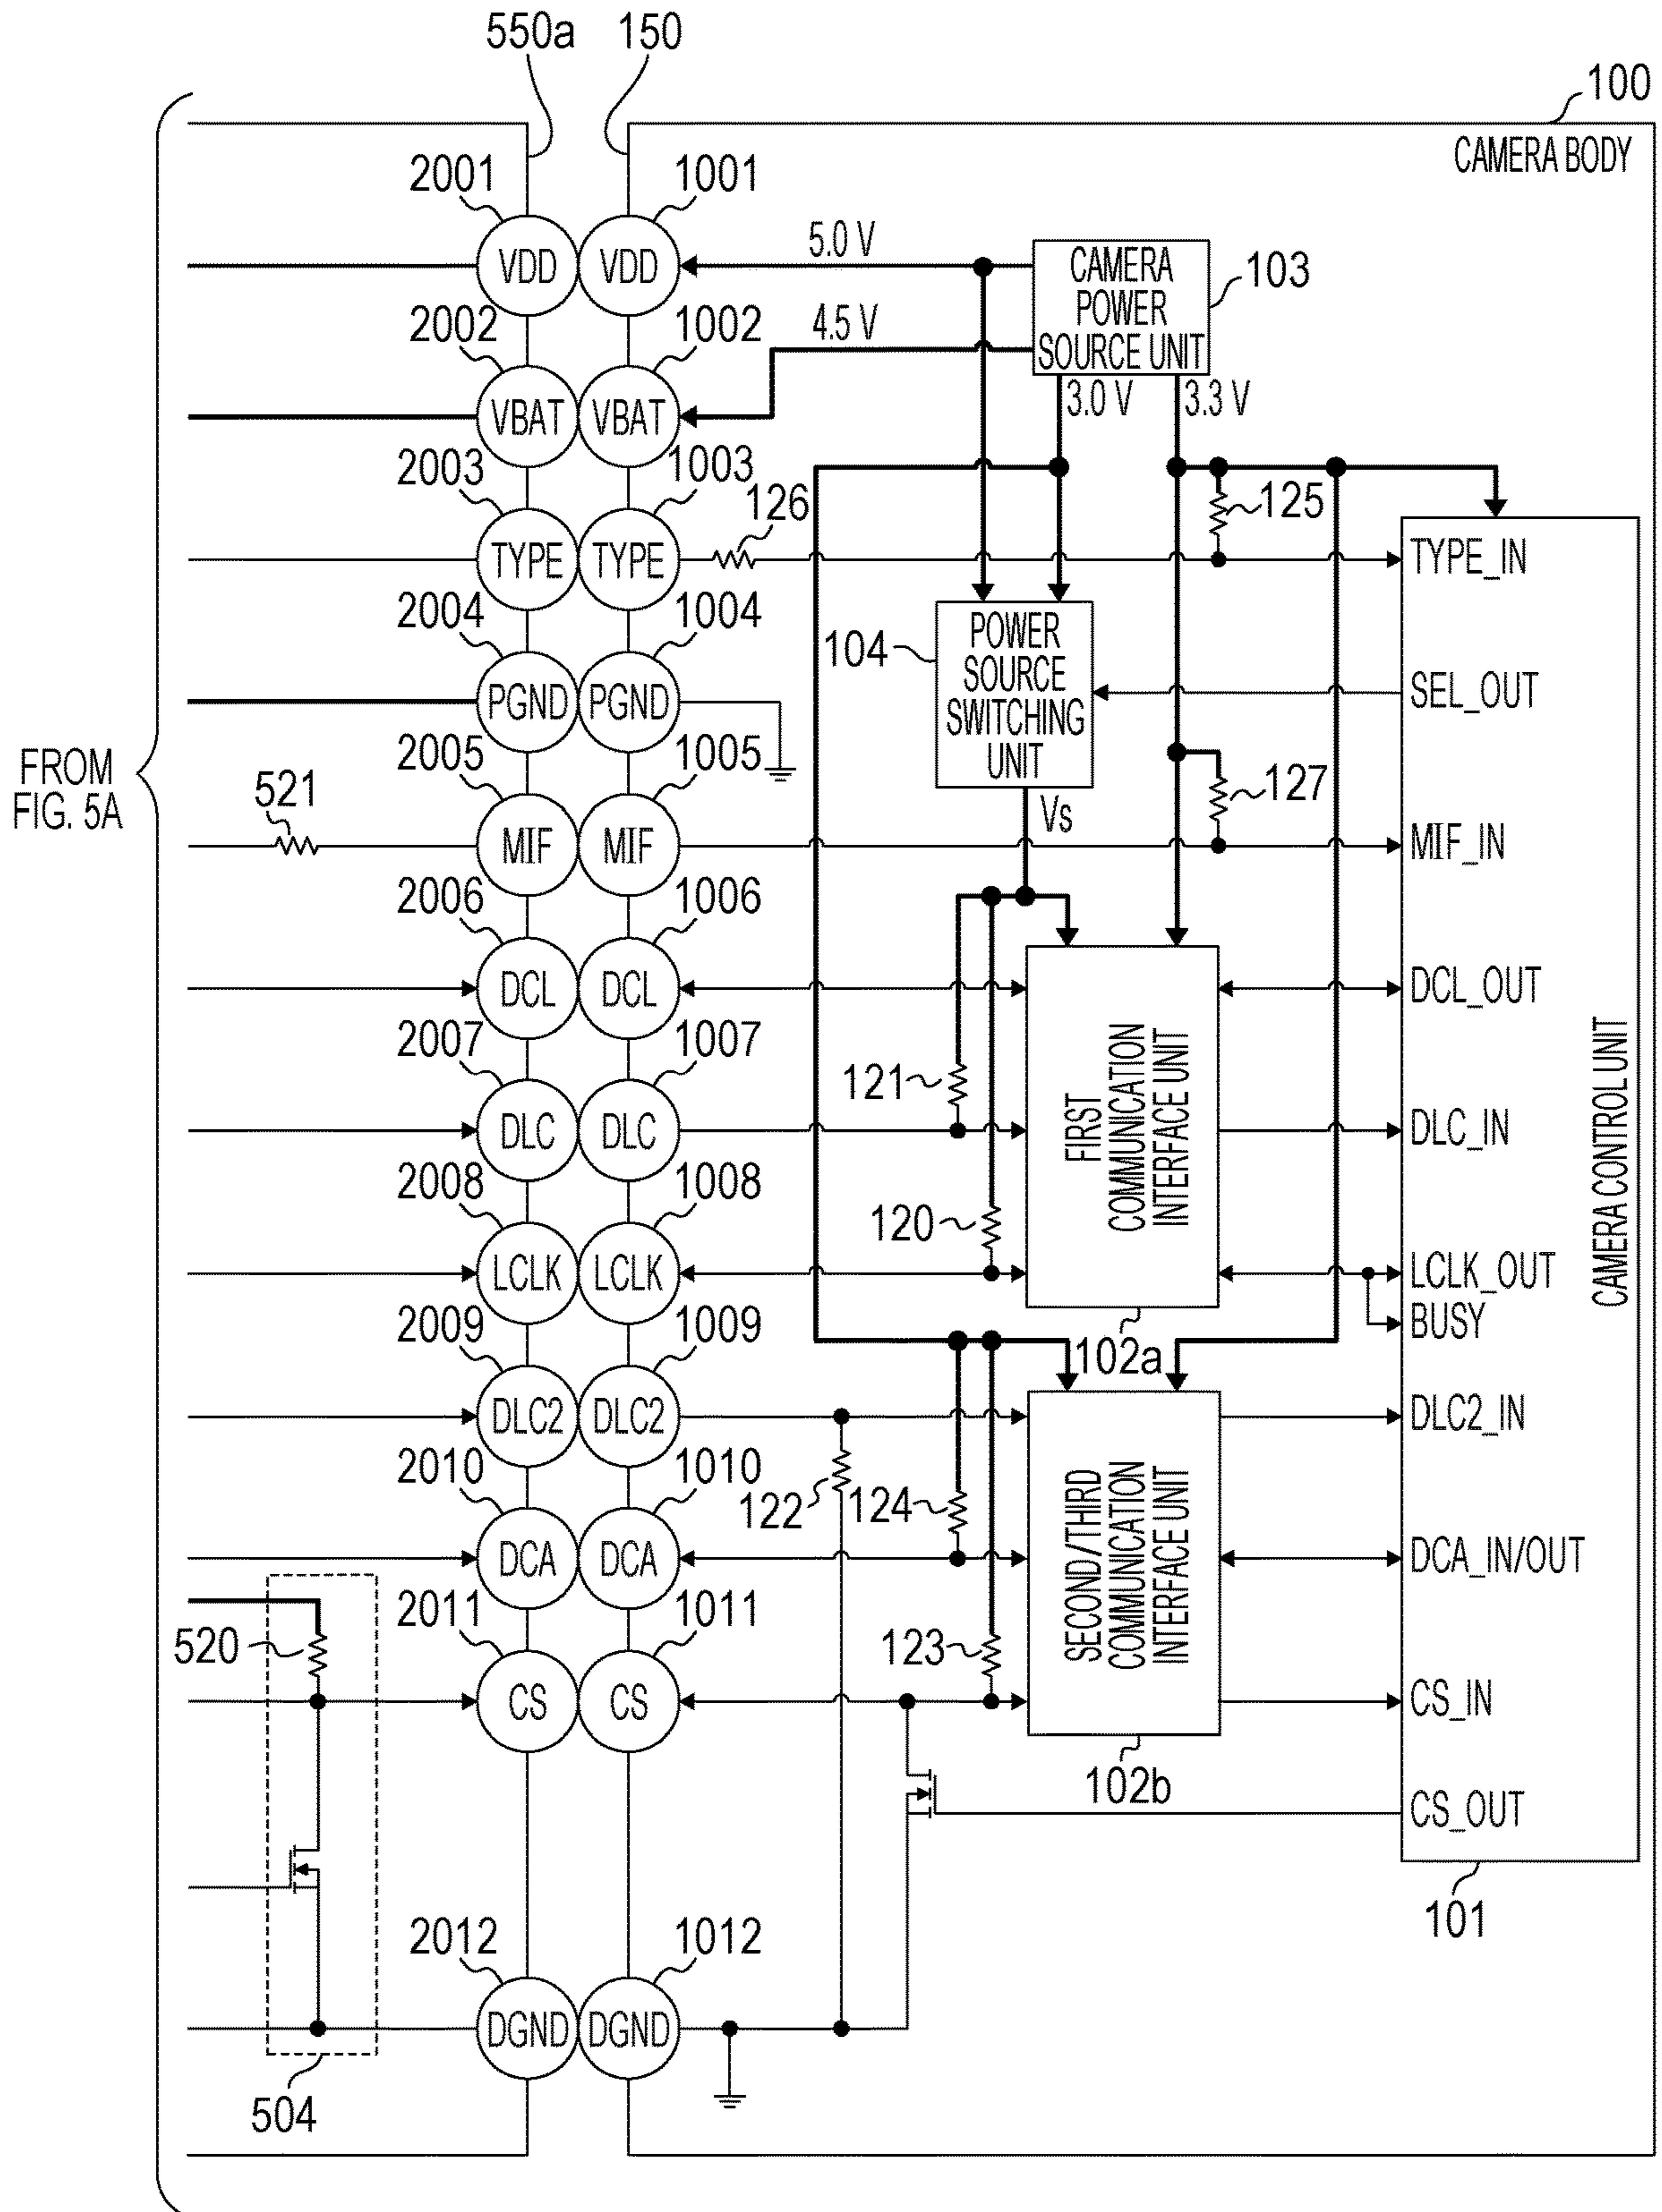 550a 150
100
CAMERA BODY
2001 1001
VDD VDD
5.0 V
CAMERA
POWER
SOURCE UNIT
103
2002 1002
VBAT VBAT
4.5 V
3.0 V 3.3 V
2003 1003
TYPE TYPE
126
125
TYPE_IN
2004 1004
PGND PGND
104
POWER
SOURCE
SWITCHING
UNIT
SEL_OUT
FROM
FIG. 5A
2005 1005
521
MIF MIF
Vs
127
MIF_IN
2006 1006
DCL DCL
DCL_OUT
2007 1007
DLC DLC
121
FIRST
COMMUNICATION
INTERFACE UNIT
DLC_IN
CAMERA CONTROL UNIT
2008 1008
LCLK LCLK
120
LCLK_OUT
BUSY
102a
2009 1009
DLC2 DLC2
DLC2_IN
2010 1010
DCA DCA
122 124
SECOND/THIRD
COMMUNICATION
INTERFACE UNIT
DCA_IN/OUT
2011 1011
520
CS CS
123
CS_IN
102b
CS_OUT
101
2012 1012
DGND DGND
504